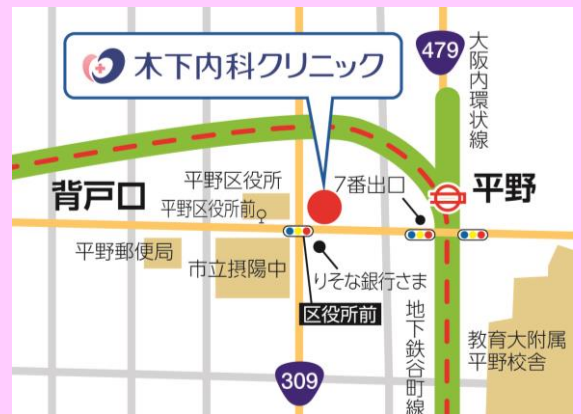 479
大阪内環状線
木下内科クリニック
平野区役所
7番出口
平野
背戸口
平野区役所前
平野郵便局
市立摂陽中
りそな銀行さま
区役所前
地下鉄谷町線
教育大附属
平野校舎
309